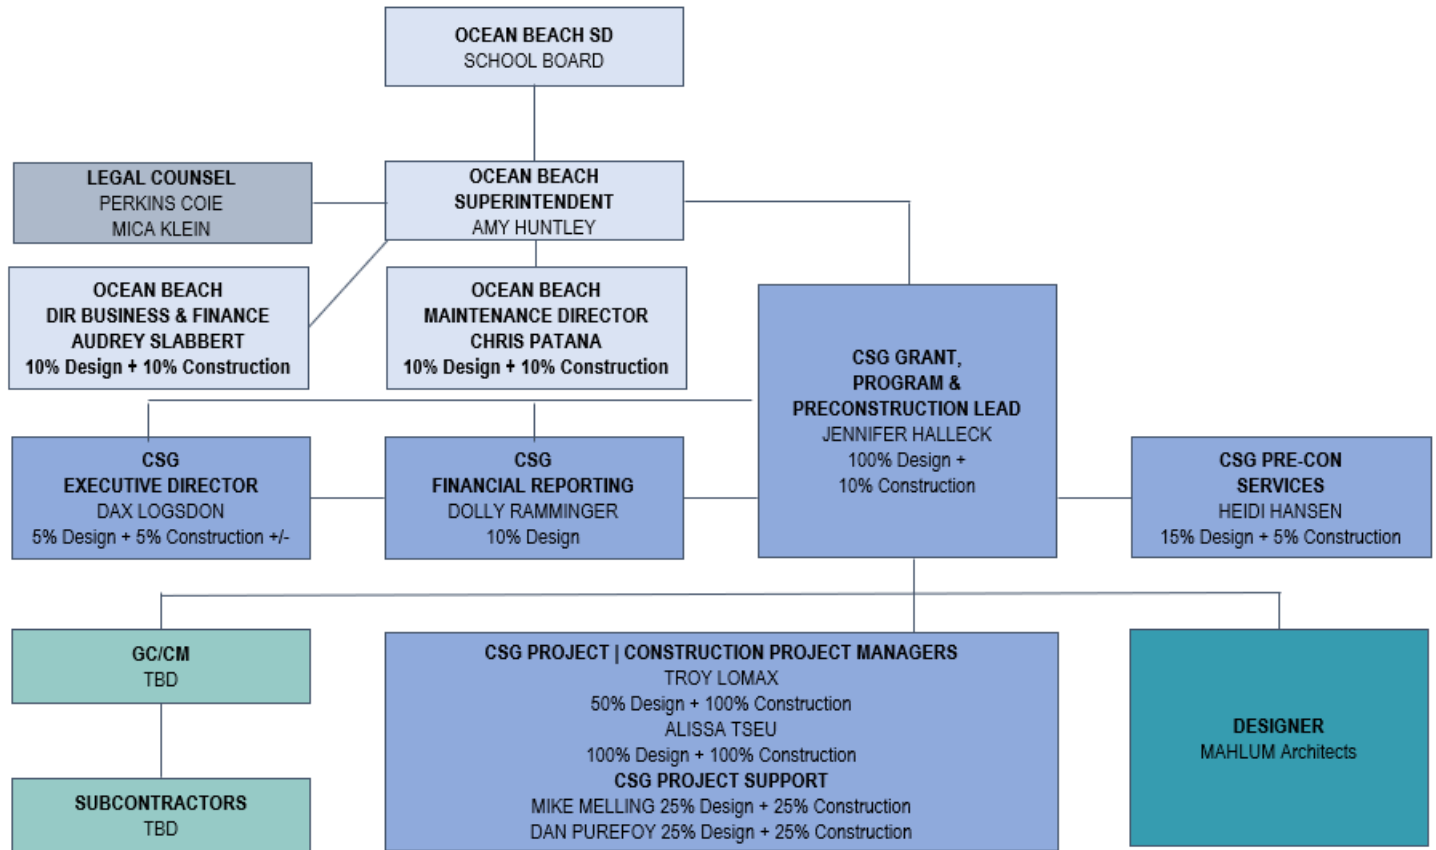 OCEAN BEACH SD
SCHOOL BOARD
LEGAL COUNSEL
PERKINS COIE
MICA KLEIN
OCEAN BEACH
SUPERINTENDENT
AMY HUNTLEY
OCEAN BEACH
DIR BUSINESS & FINANCE
AUDREY SLABBERT
10% Design + 10% Construction
OCEAN BEACH
MAINTENANCE DIRECTOR
CHRIS PATANA
10% Design + 10% Construction
CSG GRANT,
PROGRAM &
PRECONSTRUCTION LEAD
JENNIFER HALLECK
100% Design +
10% Construction
CSG
EXECUTIVE DIRECTOR
DAX LOGSDON
5% Design + 5% Construction +/-
CSG
FINANCIAL REPORTING
DOLLY RAMMINGER
10% Design
CSG PRE-CON
SERVICES
HEIDI HANSEN
15% Design + 5% Construction
GC/CM
TBD
SUBCONTRACTORS
TBD
CSG PROJECT | CONSTRUCTION PROJECT MANAGERS
TROY LOMAX
50% Design + 100% Construction
ALISSA TSEU
100% Design + 100% Construction
CSG PROJECT SUPPORT
MIKE MELLING 25% Design + 25% Construction
DAN PUREFOY 25% Design + 25% Construction
DESIGNER
MAHLUM Architects